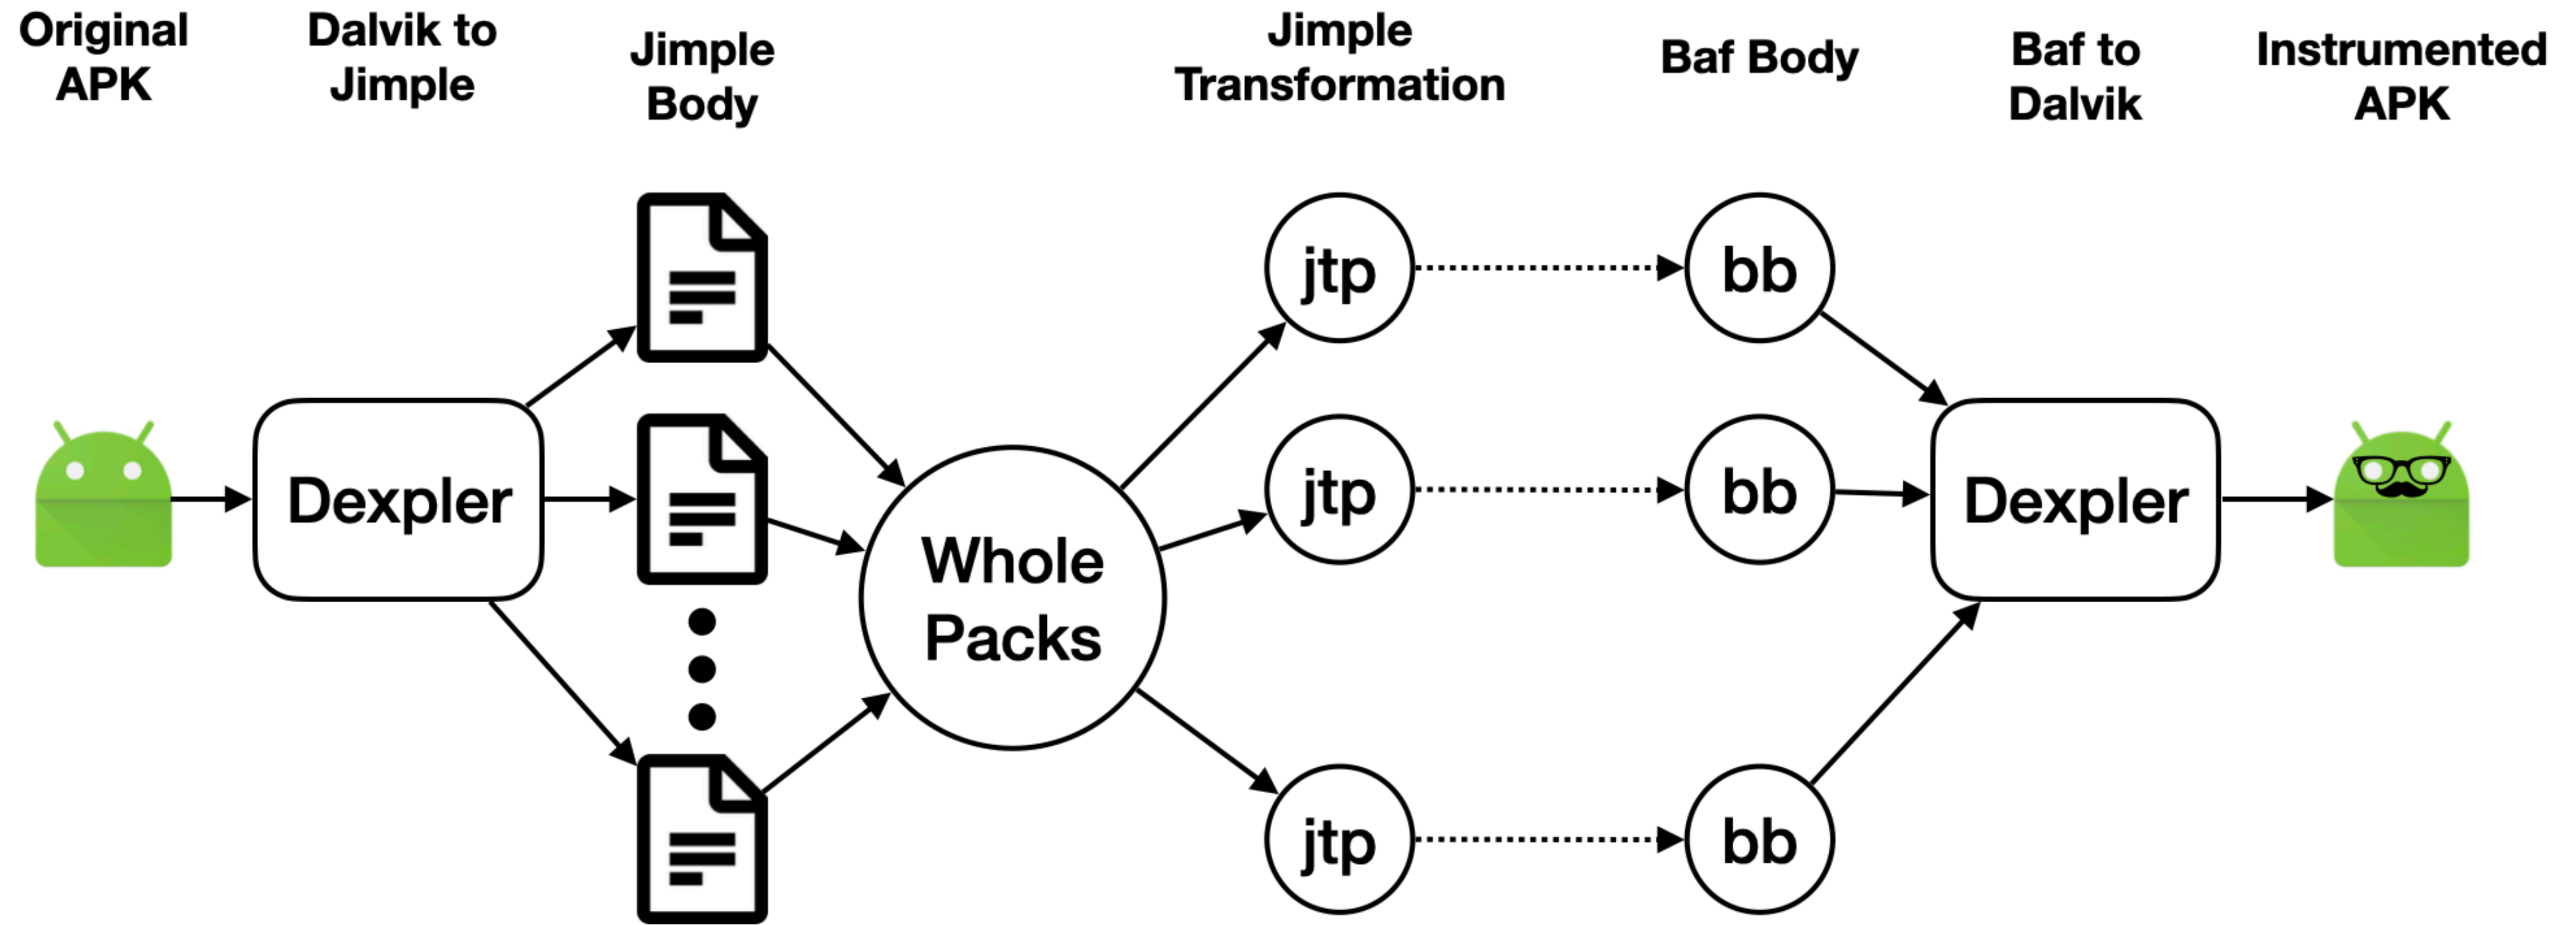 Original
APK
Dalvik to
Jimple
Jimple
Body
Jimple
Transformation
Baf Body
Baf to
Dalvik
Instrumented
APK
Dexpler
Whole
Packs
jtp
jtp
jtp
bb
bb
bb
Dexpler